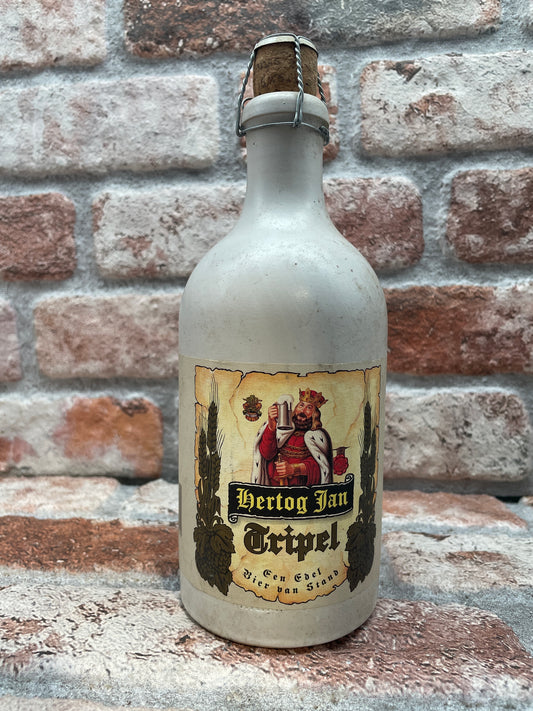 Hertog Jan
Tripel
Een Edel
Bier van Stand